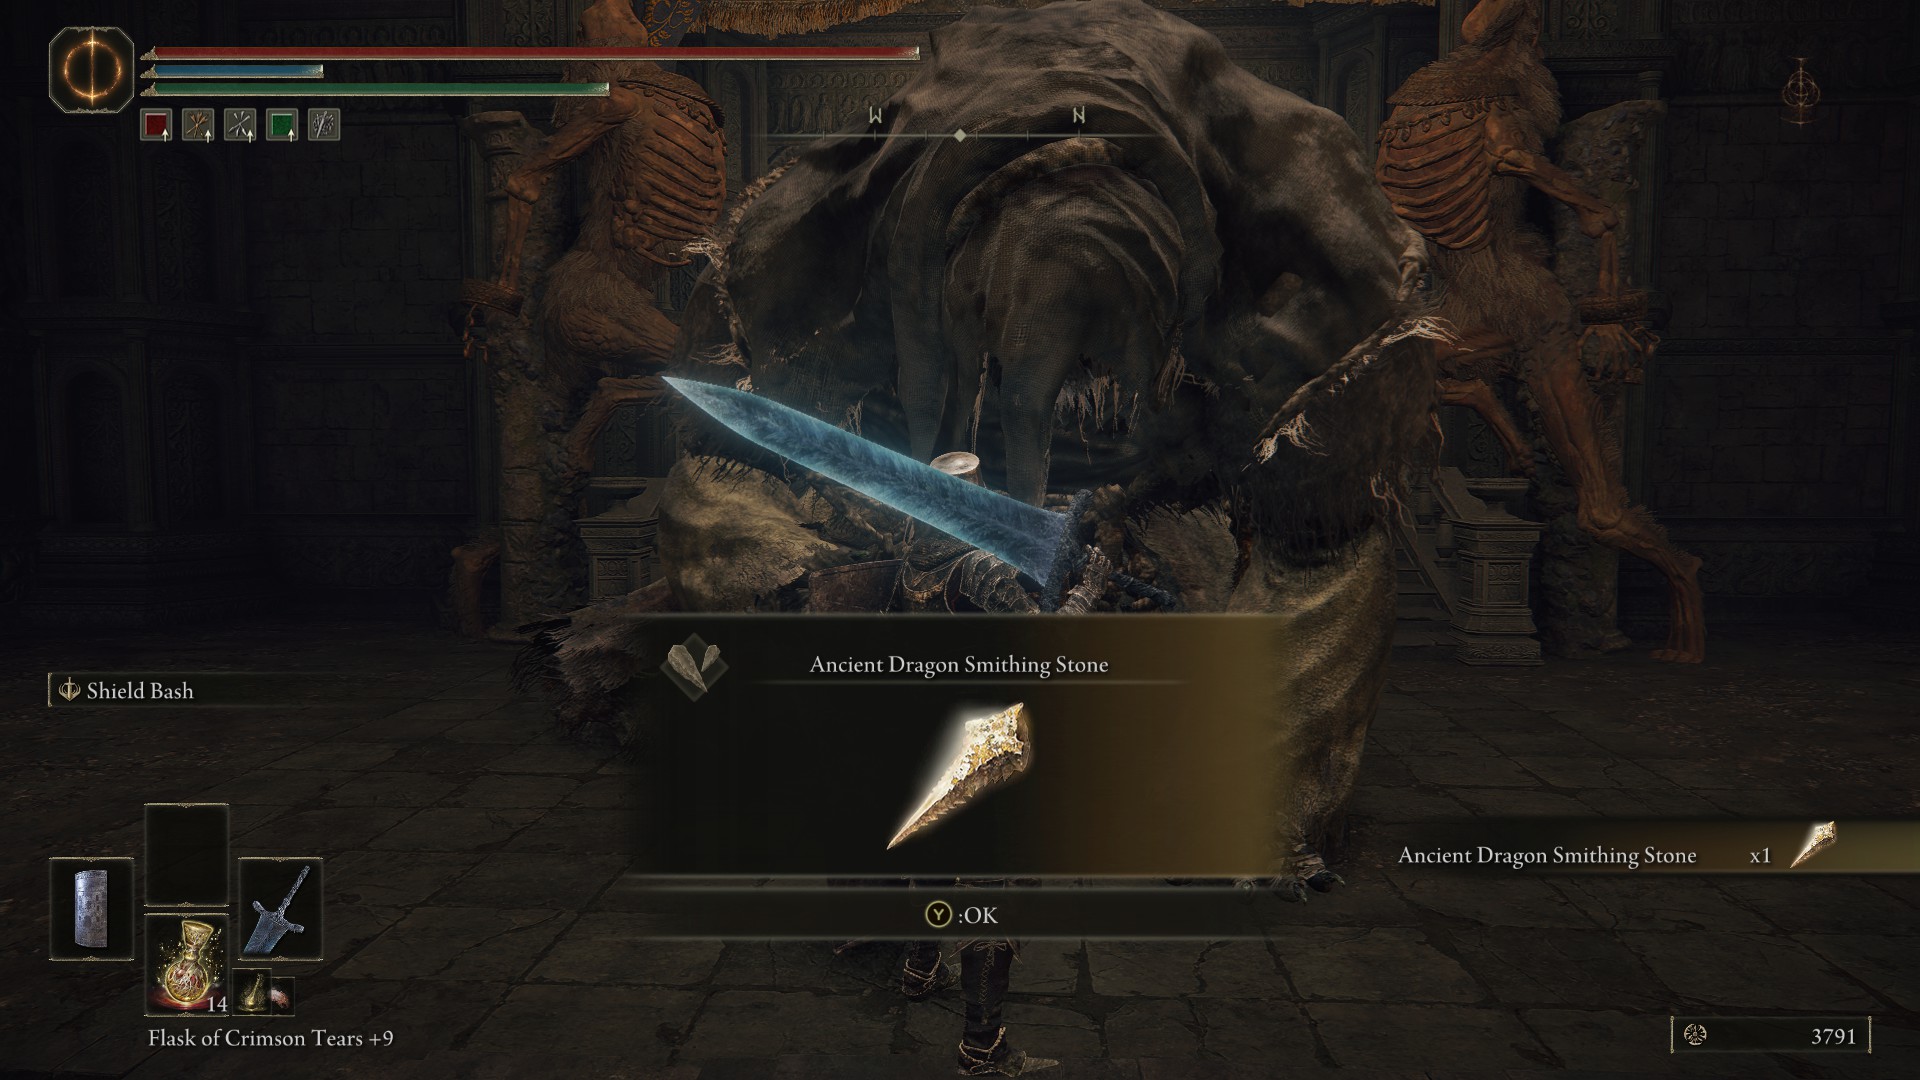 W
N
Ancient Dragon Smithing Stone
Shield Bash
Ancient Dragon Smithing Stone x1
Y :OK
14
Flask of Crimson Tears +9
3791